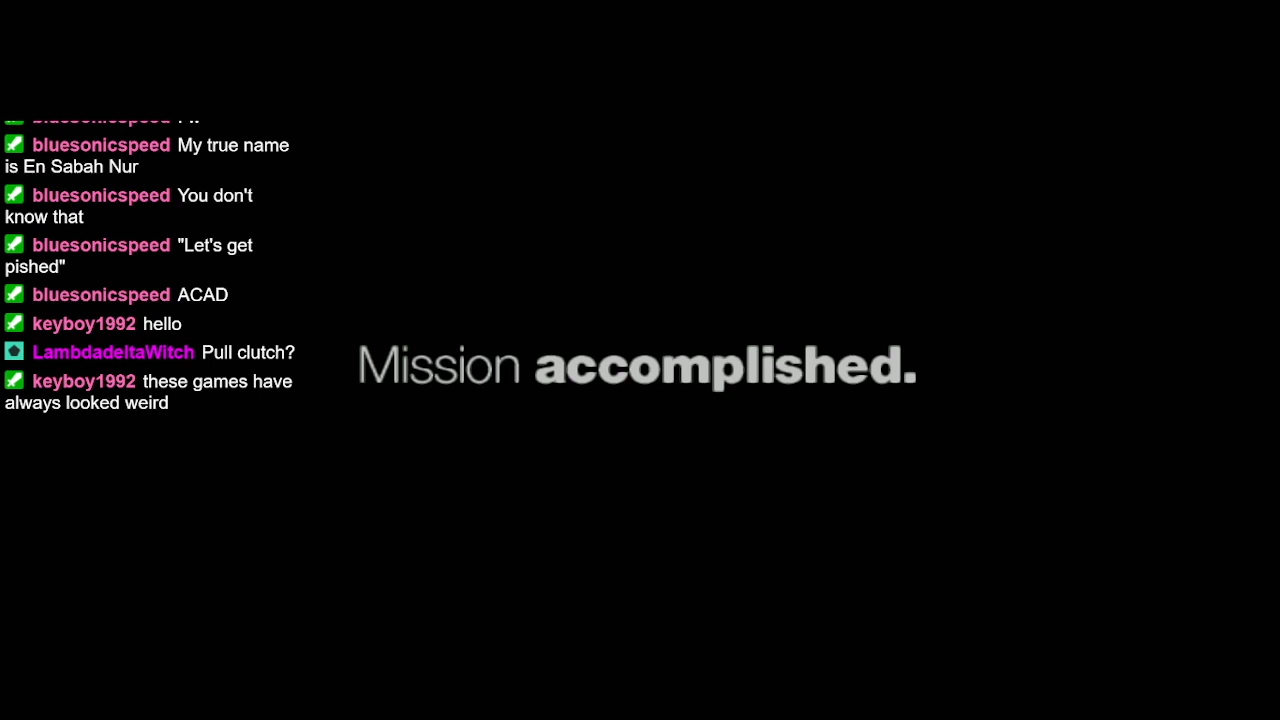 bluesonicspeed
bluesonicspeed My true name
is En Sabah Nur
bluesonicspeed You don't
know that
bluesonicspeed "Let's get
pished"
bluesonicspeed ACAD
keyboy1992 hello
LambdadeltaWitch Pull clutch?
keyboy1992 these games have
always looked weird
Mission accomplished.